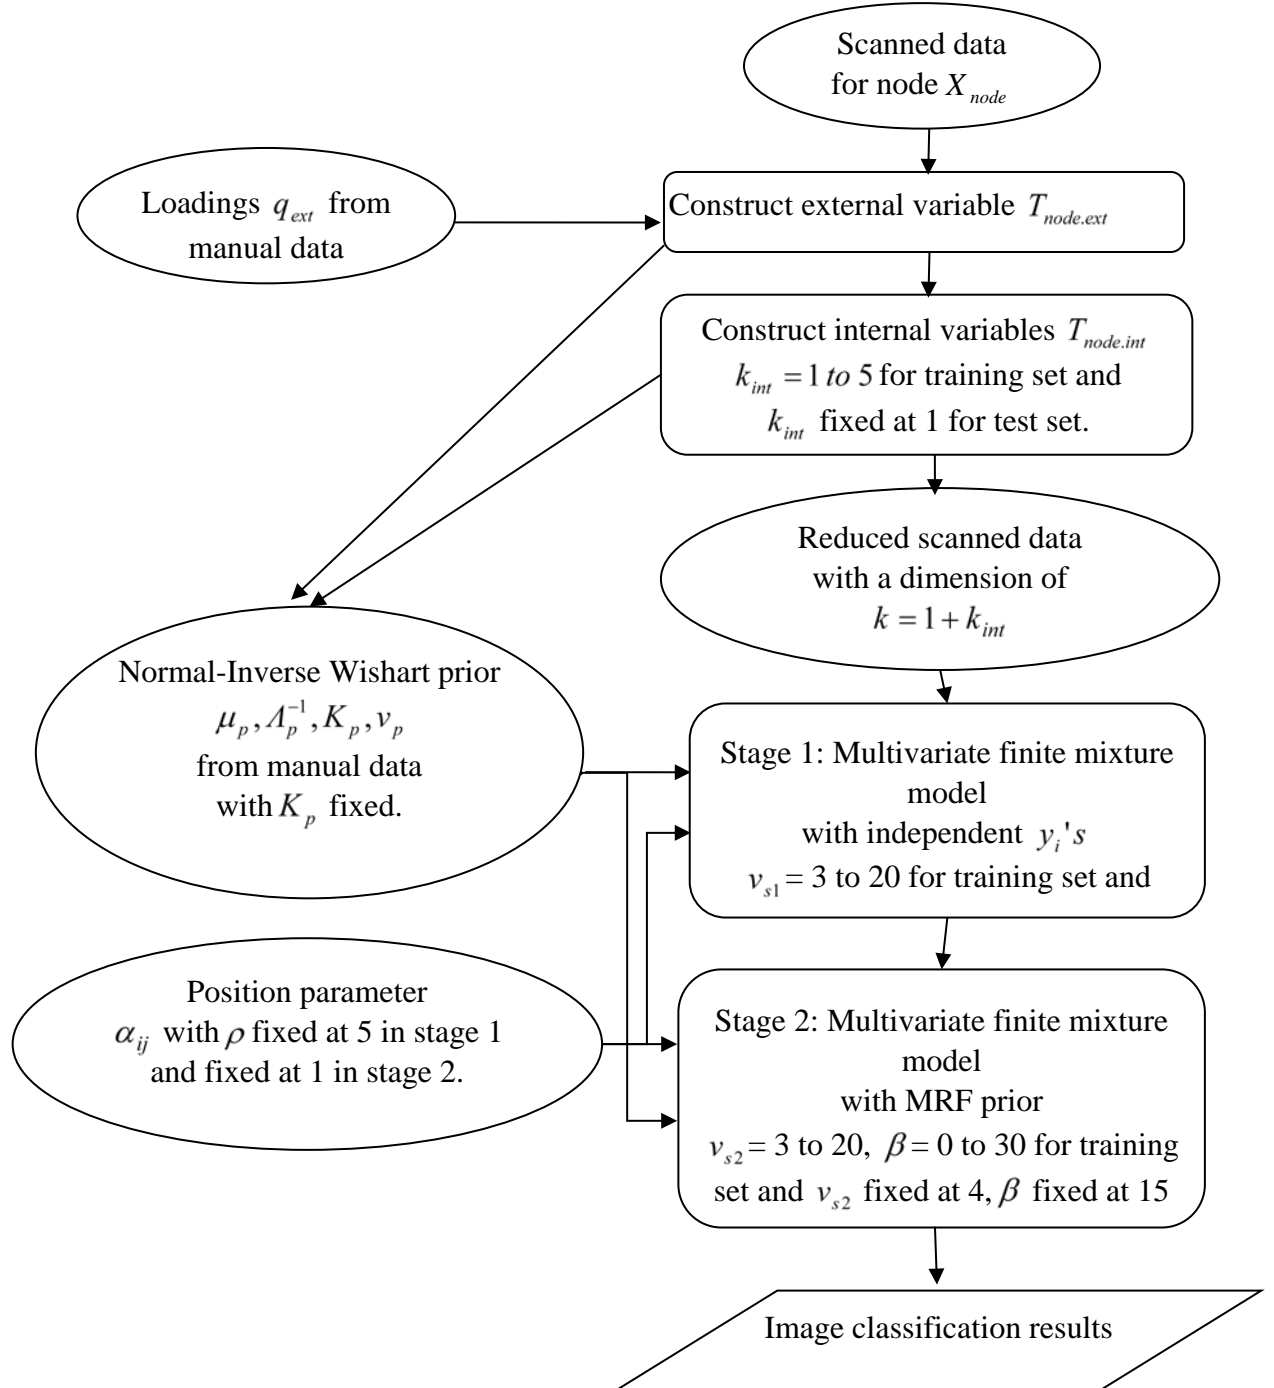 Scanned data
for node X_node
Loadings q_ext from
manual data
Construct external variable T_node.ext
Construct internal variables T_node.int
k_int = 1 to 5 for training set and
k_int fixed at 1 for test set.
Reduced scanned data
with a dimension of
k = 1 + k_int
Normal-Inverse Wishart prior
μ_p, Λ_p^-1, K_p, ν_p
from manual data
with K_p fixed.
Stage 1: Multivariate finite mixture
model
with independent y_i's
ν_s1 = 3 to 20 for training set and
Position parameter
α_ij with ρ fixed at 5 in stage 1
and fixed at 1 in stage 2.
Stage 2: Multivariate finite mixture
model
with MRF prior
ν_s2 = 3 to 20, β = 0 to 30 for training
set and ν_s2 fixed at 4, β fixed at 15
Image classification results